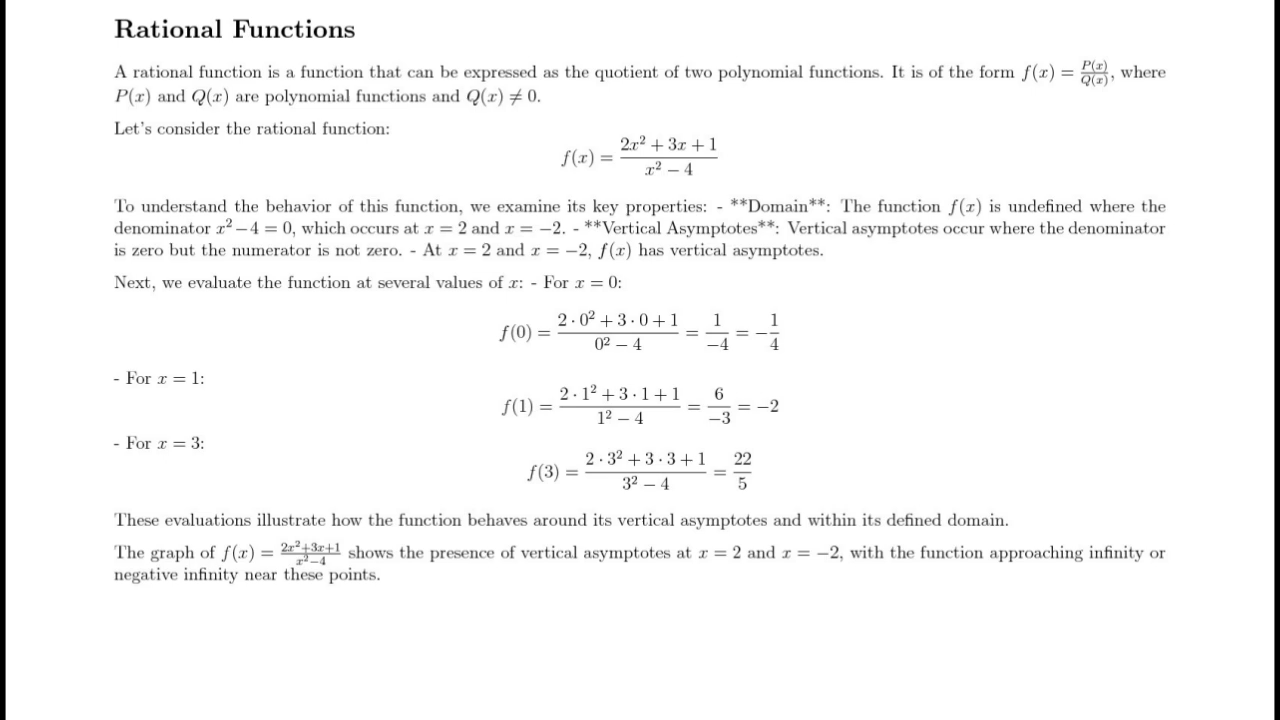 Rational Functions
A rational function is a function that can be expressed as the quotient of two polynomial functions. It is of the form f(x) = P(x)/Q(x), where
P(x) and Q(x) are polynomial functions and Q(x) ≠ 0.
Let's consider the rational function:
f(x) = (2x² + 3x + 1)/(x² − 4)
To understand the behavior of this function, we examine its key properties: - **Domain**: The function f(x) is undefined where the
denominator x² − 4 = 0, which occurs at x = 2 and x = −2. - **Vertical Asymptotes**: Vertical asymptotes occur where the denominator
is zero but the numerator is not zero. - At x = 2 and x = −2, f(x) has vertical asymptotes.
Next, we evaluate the function at several values of x: - For x = 0:
f(0) = (2 · 0² + 3 · 0 + 1)/(0² − 4) = 1/−4 = −1/4
- For x = 1:
f(1) = (2 · 1² + 3 · 1 + 1)/(1² − 4) = 6/−3 = −2
- For x = 3:
f(3) = (2 · 3² + 3 · 3 + 1)/(3² − 4) = 22/5
These evaluations illustrate how the function behaves around its vertical asymptotes and within its defined domain.
The graph of f(x) = (2x²+3x+1)/(x²−4) shows the presence of vertical asymptotes at x = 2 and x = −2, with the function approaching infinity or
negative infinity near these points.